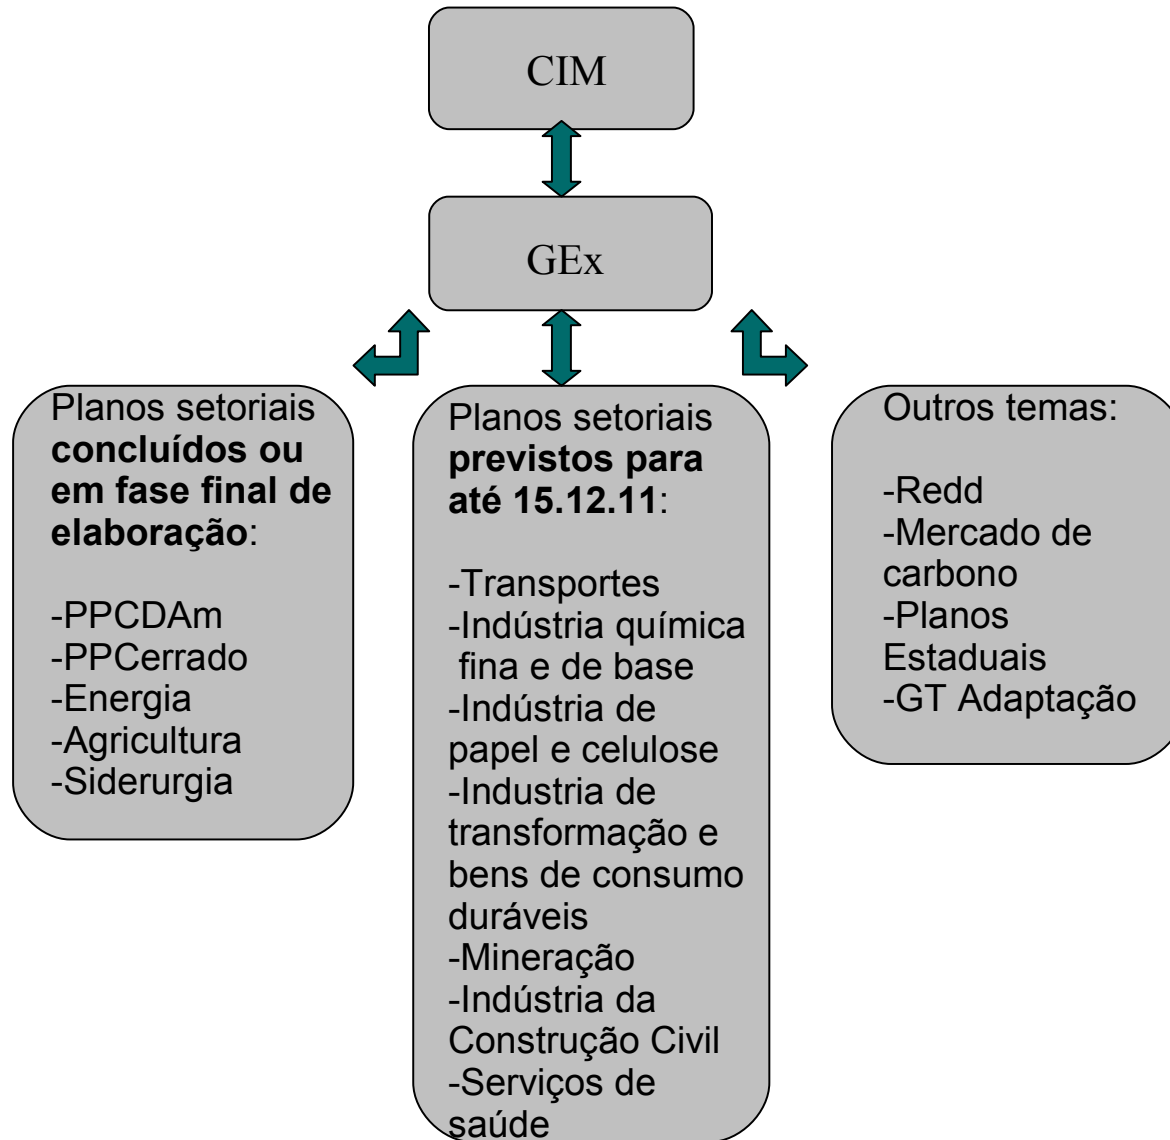 CIM
GEx
Planos setoriais
concluídos ou
em fase final de
elaboração:
-PPCDAm
-PPCerrado
-Energia
-Agricultura
-Siderurgia
Planos setoriais
previstos para
até 15.12.11:
-Transportes
-Indústria química
fina e de base
-Indústria de
papel e celulose
-Industria de
transformação e
bens de consumo
duráveis
-Mineração
-Indústria da
Construção Civil
-Serviços de
saúde
Outros temas:
-Redd
-Mercado de
carbono
-Planos
Estaduais
-GT Adaptação